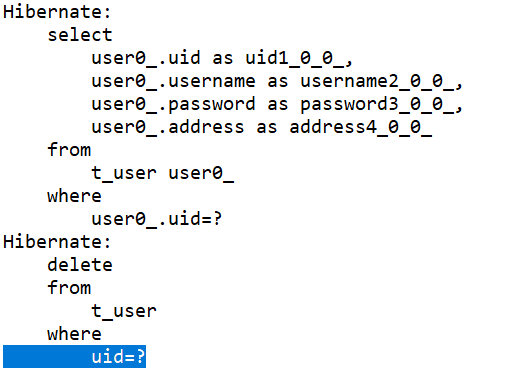 Hibernate:
    select
        user0_.uid as uid1_0_0_,
        user0_.username as username2_0_0_,
        user0_.password as password3_0_0_,
        user0_.address as address4_0_0_
    from
        t_user user0_
    where
        user0_.uid=?
Hibernate:
    delete
    from
        t_user
    where
        uid=?